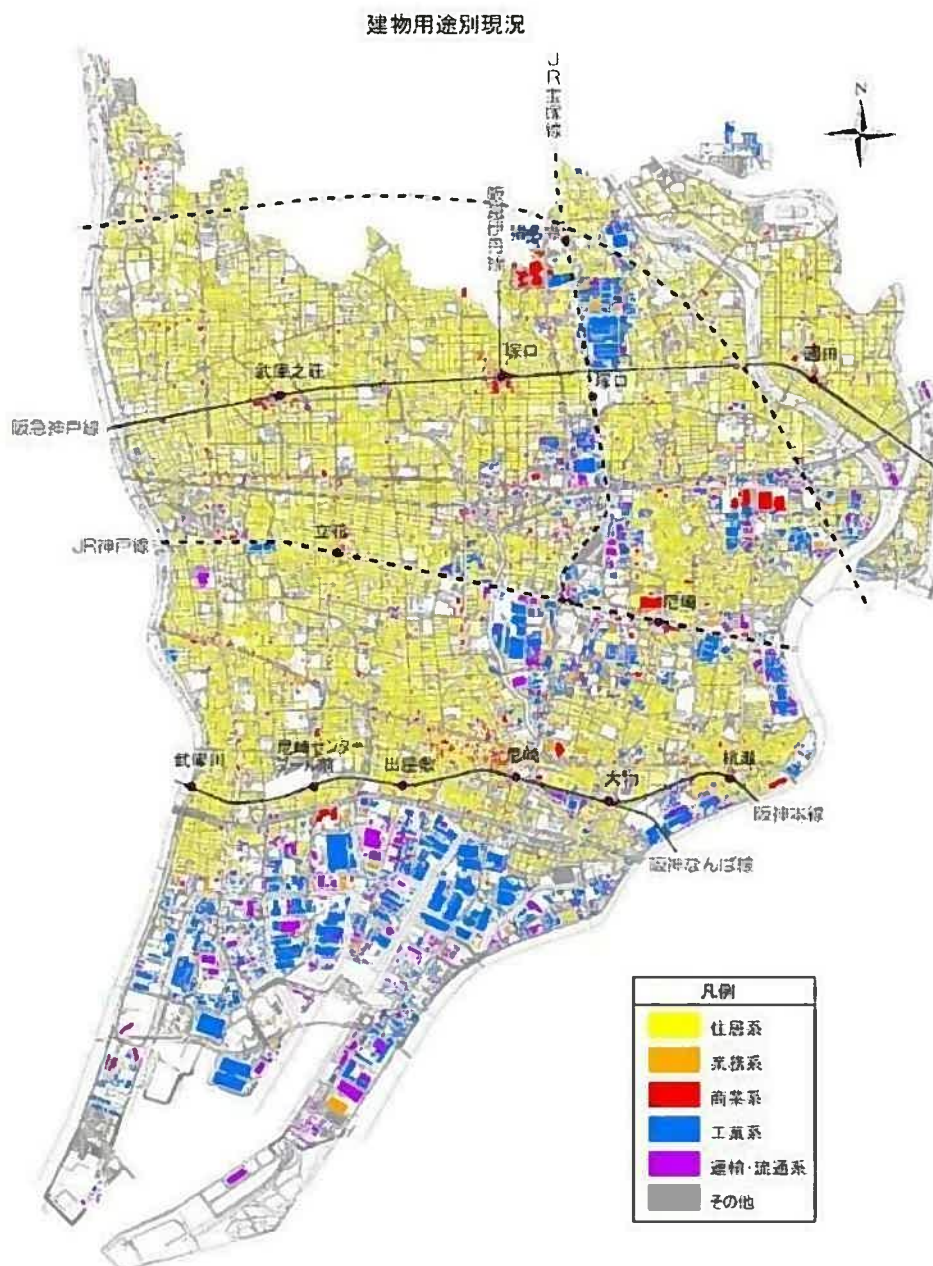 建物用途別現況
JR宝塚線
N
阪急伊丹線
塚口
園田
武庫之荘
塚口
阪急神戸線
立花
JR神戸線
尼崎
武庫川
尼崎センター
プール前
出屋敷
尼崎
大物
杭瀬
阪神本線
阪神なんば線
凡例
住居系
業務系
商業系
工業系
運輸・流通系
その他